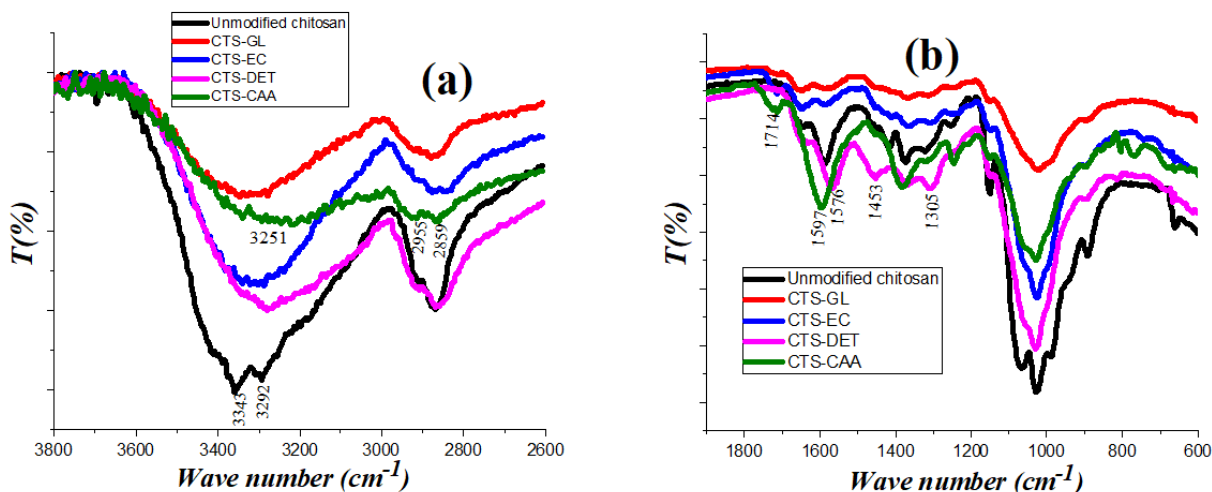 Unmodified chitosan
CTS-GL
CTS-EC
CTS-DET
CTS-CAA
(a)
T(%)
3251
2955
2859
3343
3292
3800 3600 3400 3200 3000 2800 2600
Wave number (cm-1)
(b)
T(%)
1714
1597
1576
1453
1305
Unmodified chitosan
CTS-GL
CTS-EC
CTS-DET
CTS-CAA
1800 1600 1400 1200 1000 800 600
Wave number (cm-1)